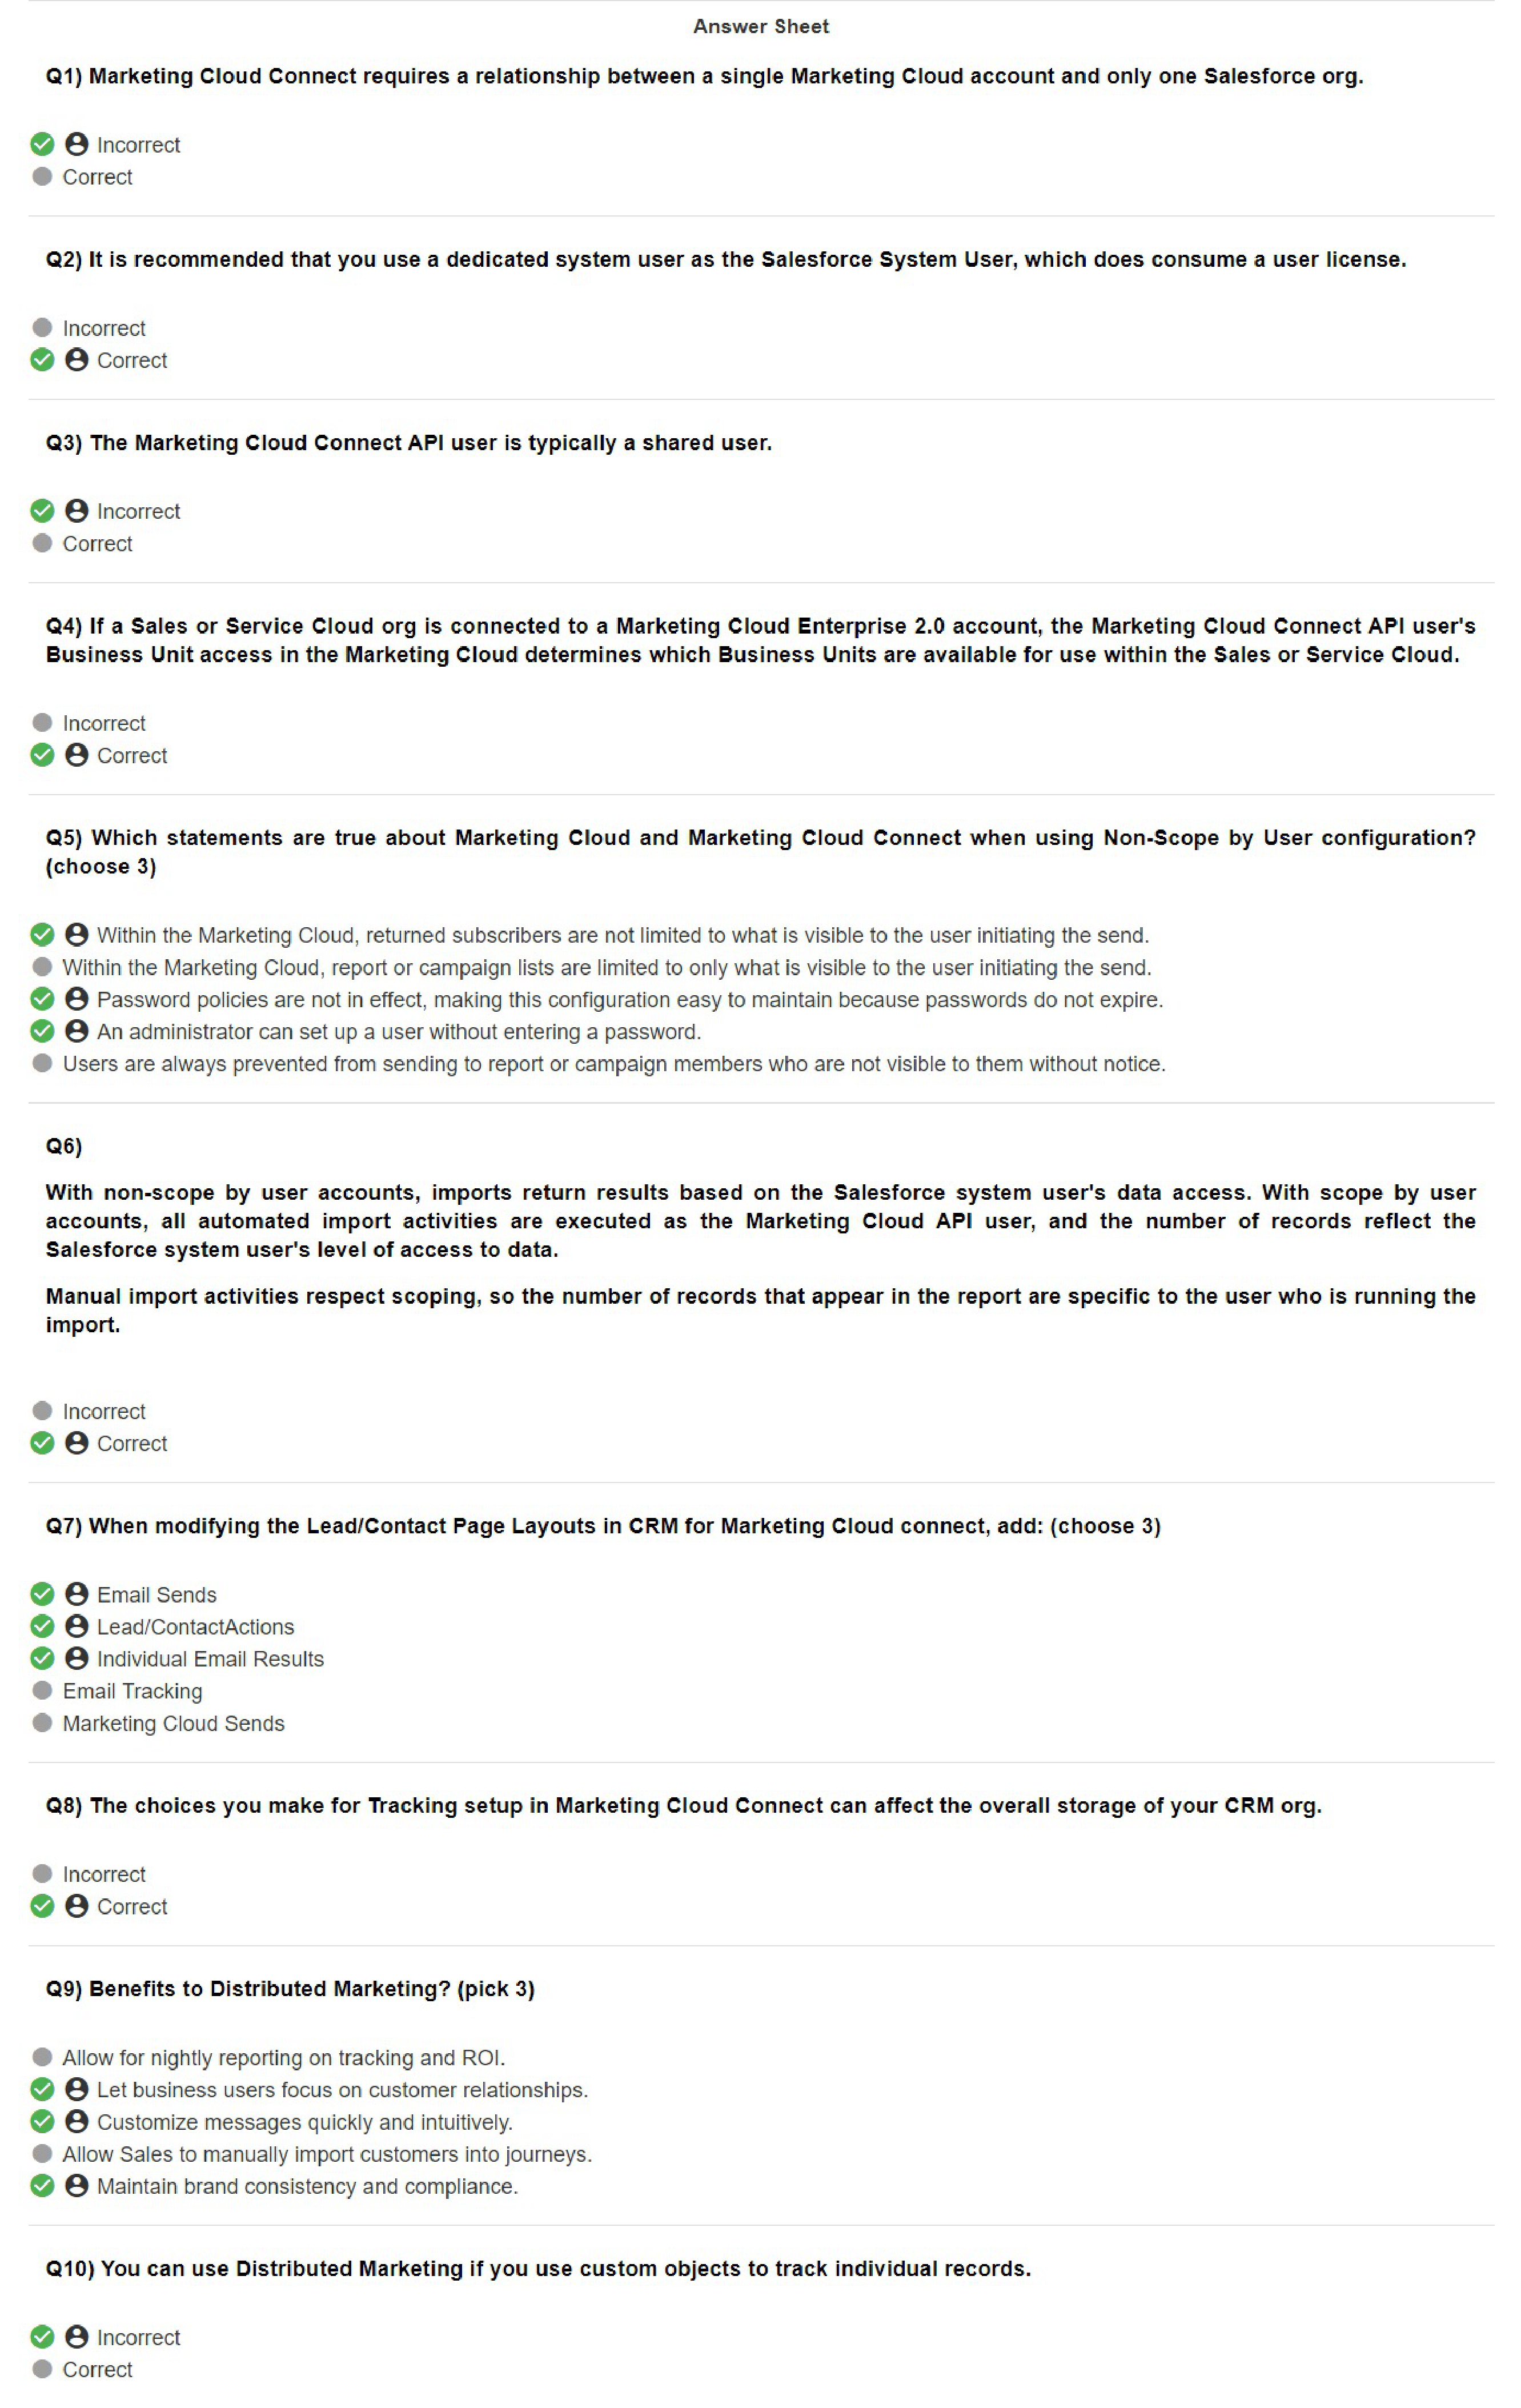 Answer Sheet
Q1) Marketing Cloud Connect requires a relationship between a single Marketing Cloud account and only one Salesforce org.
Incorrect
Correct
Q2) It is recommended that you use a dedicated system user as the Salesforce System User, which does consume a user license.
Incorrect
Correct
Q3) The Marketing Cloud Connect API user is typically a shared user.
Incorrect
Correct
Q4) If a Sales or Service Cloud org is connected to a Marketing Cloud Enterprise 2.0 account, the Marketing Cloud Connect API user's
Business Unit access in the Marketing Cloud determines which Business Units are available for use within the Sales or Service Cloud.
Incorrect
Correct
Q5) Which statements are true about Marketing Cloud and Marketing Cloud Connect when using Non-Scope by User configuration?
(choose 3)
Within the Marketing Cloud, returned subscribers are not limited to what is visible to the user initiating the send.
Within the Marketing Cloud, report or campaign lists are limited to only what is visible to the user initiating the send.
Password policies are not in effect, making this configuration easy to maintain because passwords do not expire.
An administrator can set up a user without entering a password.
Users are always prevented from sending to report or campaign members who are not visible to them without notice.
Q6)
With non-scope by user accounts, imports return results based on the Salesforce system user's data access. With scope by user
accounts, all automated import activities are executed as the Marketing Cloud API user, and the number of records reflect the
Salesforce system user's level of access to data.
Manual import activities respect scoping, so the number of records that appear in the report are specific to the user who is running the
import.
Incorrect
Correct
Q7) When modifying the Lead/Contact Page Layouts in CRM for Marketing Cloud connect, add: (choose 3)
Email Sends
Lead/ContactActions
Individual Email Results
Email Tracking
Marketing Cloud Sends
Q8) The choices you make for Tracking setup in Marketing Cloud Connect can affect the overall storage of your CRM org.
Incorrect
Correct
Q9) Benefits to Distributed Marketing? (pick 3)
Allow for nightly reporting on tracking and ROI.
Let business users focus on customer relationships.
Customize messages quickly and intuitively.
Allow Sales to manually import customers into journeys.
Maintain brand consistency and compliance.
Q10) You can use Distributed Marketing if you use custom objects to track individual records.
Incorrect
Correct